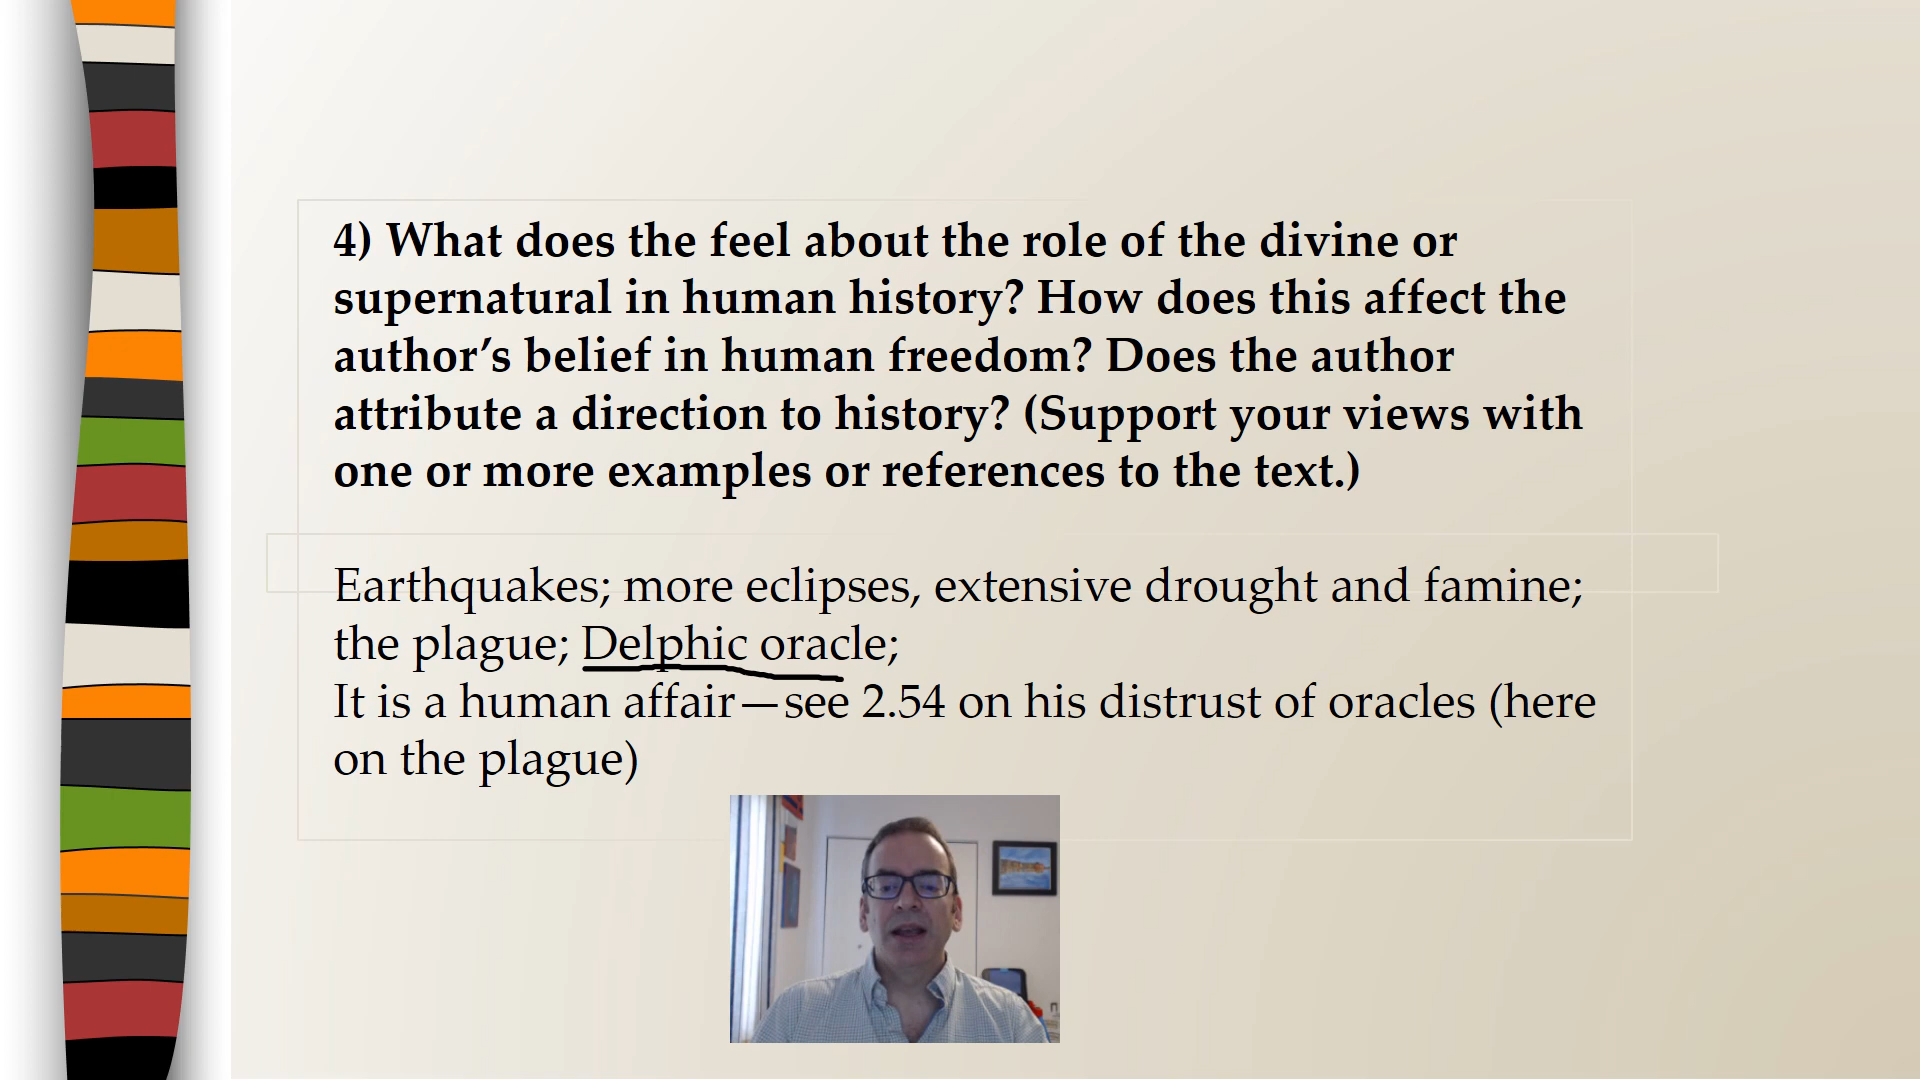 4) What does the feel about the role of the divine or
supernatural in human history? How does this affect the
author’s belief in human freedom? Does the author
attribute a direction to history? (Support your views with
one or more examples or references to the text.)
Earthquakes; more eclipses, extensive drought and famine;
the plague; Delphic oracle;
It is a human affair—see 2.54 on his distrust of oracles (here
on the plague)